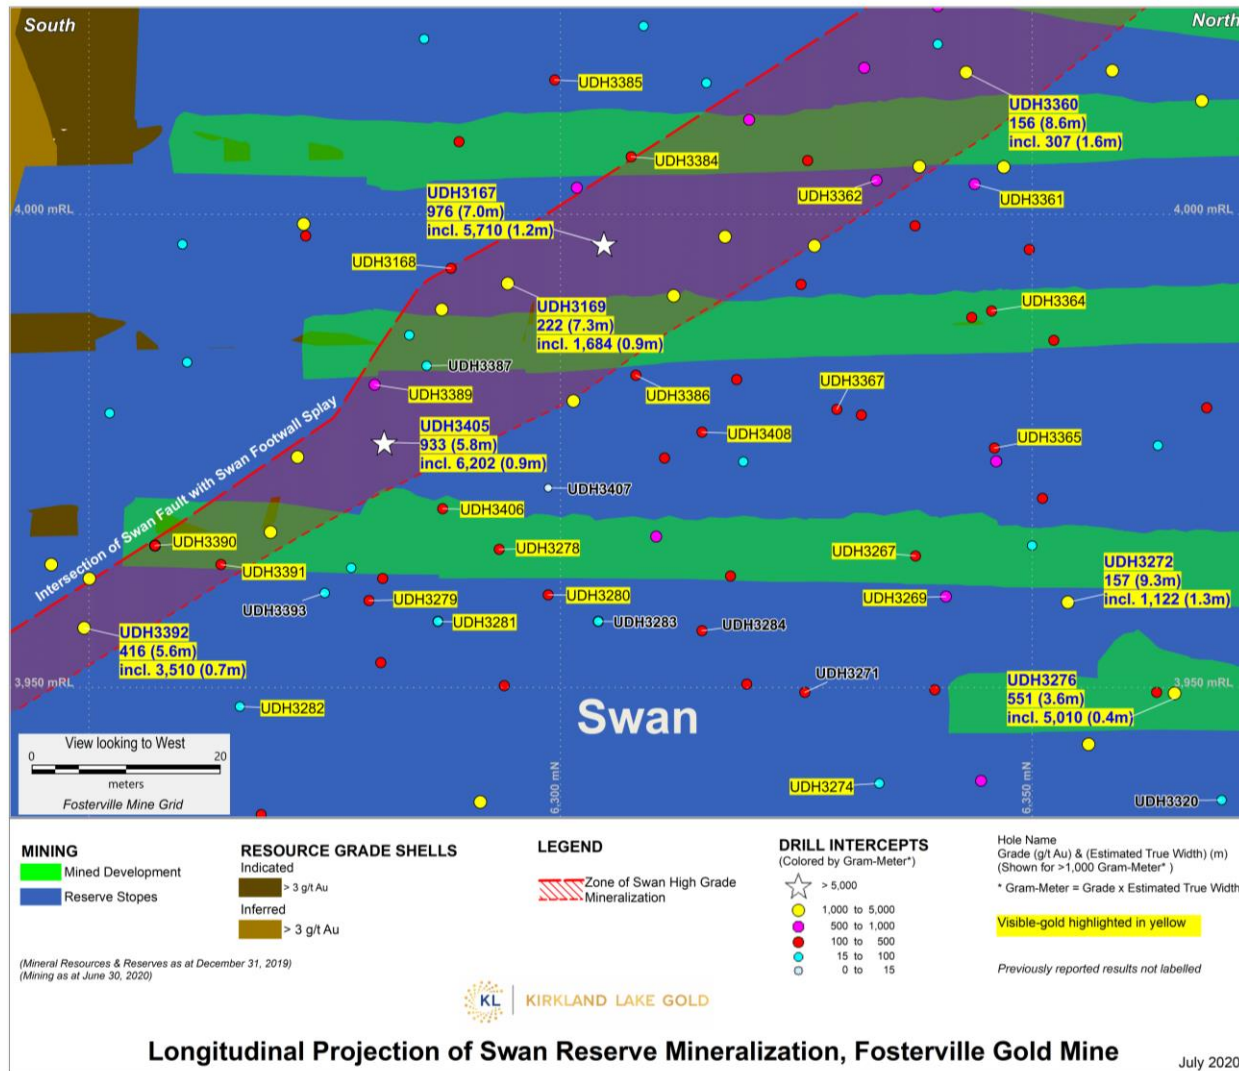 South
North
UDH3385
UDH3360
156 (8.6m)
incl. 307 (1.6m)
UDH3384
UDH3167
976 (7.0m)
incl. 5,710 (1.2m)
UDH3362
UDH3361
4,000 mRL
4,000 mRL
UDH3168
UDH3169
222 (7.3m)
incl. 1,684 (0.9m)
UDH3364
UDH3387
UDH3389
UDH3386
UDH3367
Intersection of Swan Fault with Swan Footwall Splay
UDH3405
933 (5.8m)
incl. 6,202 (0.9m)
UDH3408
UDH3365
UDH3407
UDH3406
UDH3390
UDH3391
UDH3278
UDH3267
UDH3272
157 (9.3m)
incl. 1,122 (1.3m)
UDH3393
UDH3279
UDH3280
UDH3269
UDH3281
UDH3283
UDH3284
UDH3392
416 (5.6m)
incl. 3,510 (0.7m)
UDH3271
UDH3276
551 (3.6m)
incl. 5,010 (0.4m)
3,950 mRL
3,950 mRL
UDH3282
Swan
View looking to West
0 20
meters
Fosterville Mine Grid
6,300 mN
6,350 mN
UDH3274
UDH3320
MINING
Mined Development
Reserve Stopes
(Mineral Resources & Reserves as at December 31, 2019)
(Mining as at June 30, 2020)
RESOURCE GRADE SHELLS
Indicated
> 3 g/t Au
Inferred
> 3 g/t Au
LEGEND
Zone of Swan High Grade
Mineralization
DRILL INTERCEPTS
(Colored by Gram-Meter*)
> 5,000
1,000 to 5,000
500 to 1,000
100 to 500
15 to 100
0 to 15
Hole Name
Grade (g/t Au) & (Estimated True Width) (m)
(Shown for >1,000 Gram-Meter* )
* Gram-Meter = Grade x Estimated True Width
Visible-gold highlighted in yellow
Previously reported results not labelled
KL KIRKLAND LAKE GOLD
Longitudinal Projection of Swan Reserve Mineralization, Fosterville Gold Mine
July 2020